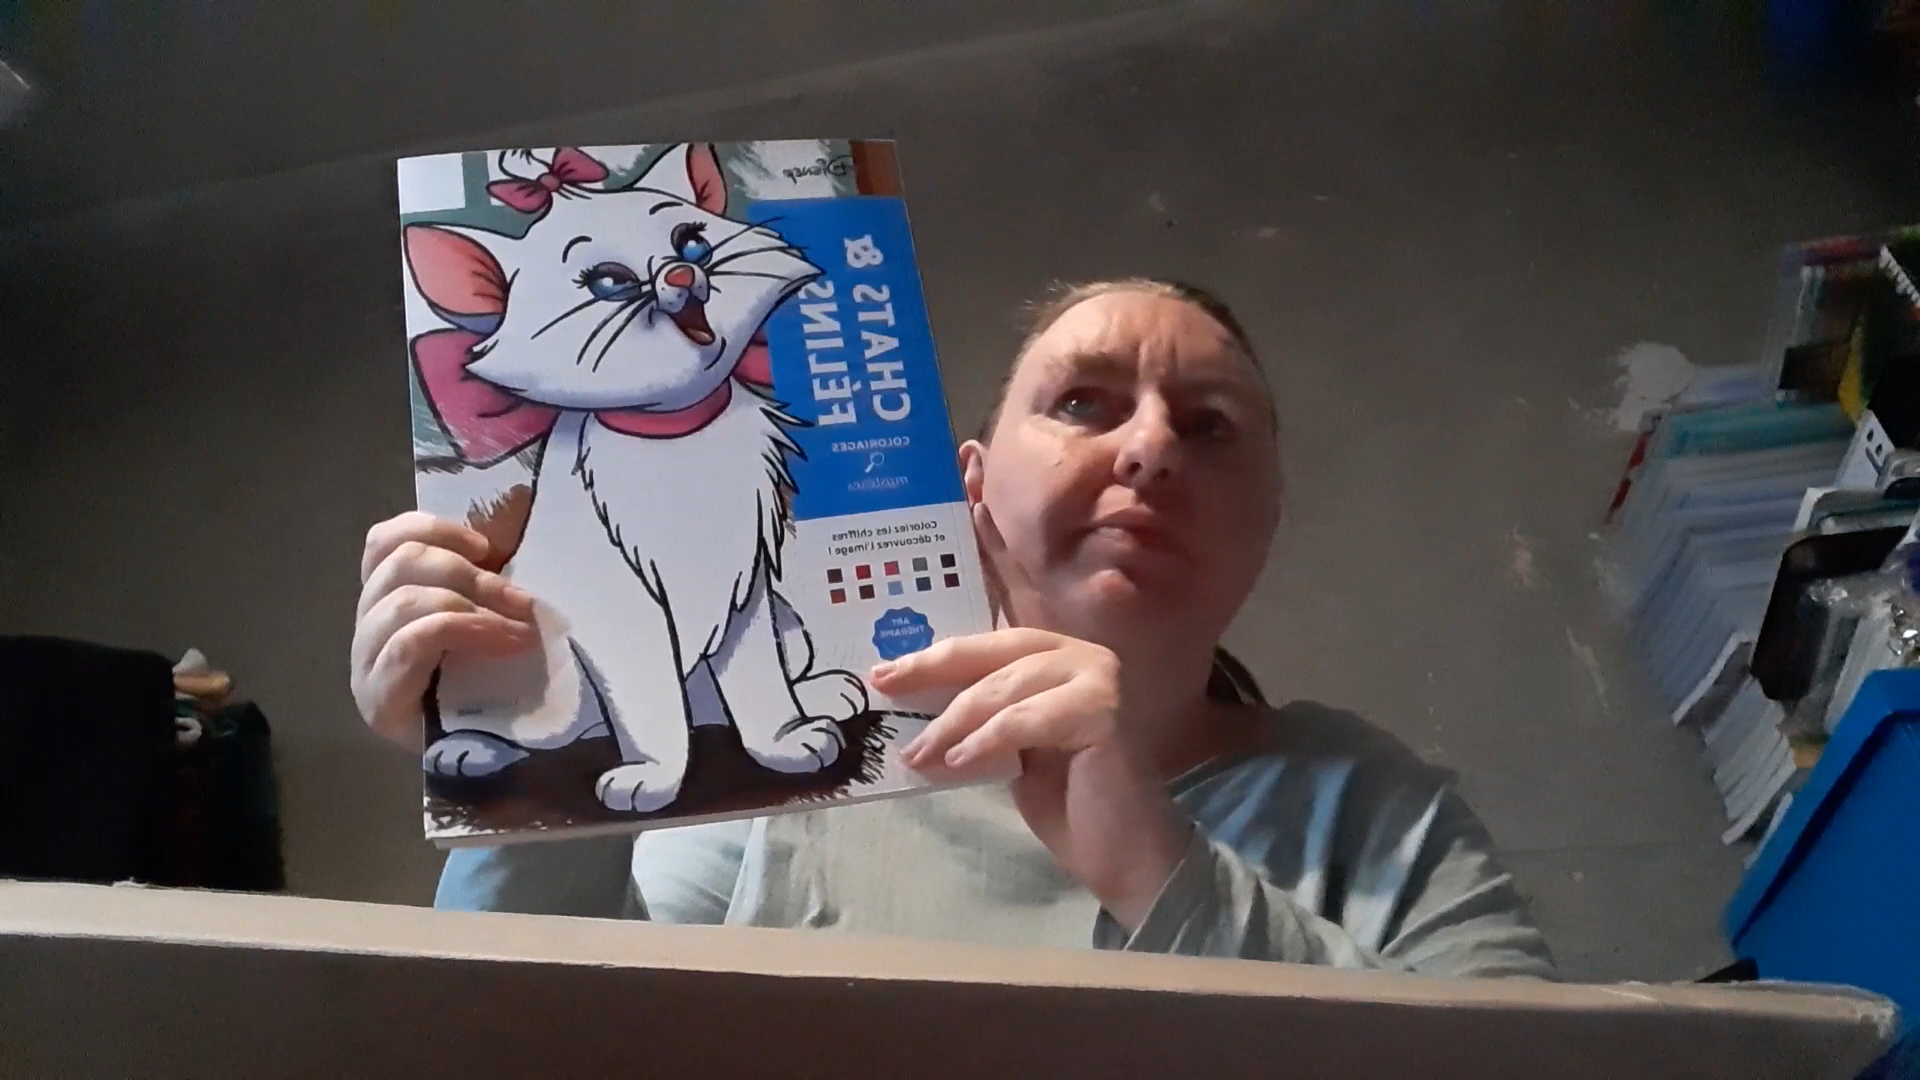 Disney
CHATS &
FÉLINS
COLORIAGES
mystères
Coloriez les chiffres
et découvrez l'image !
ART
THÉRAPIE